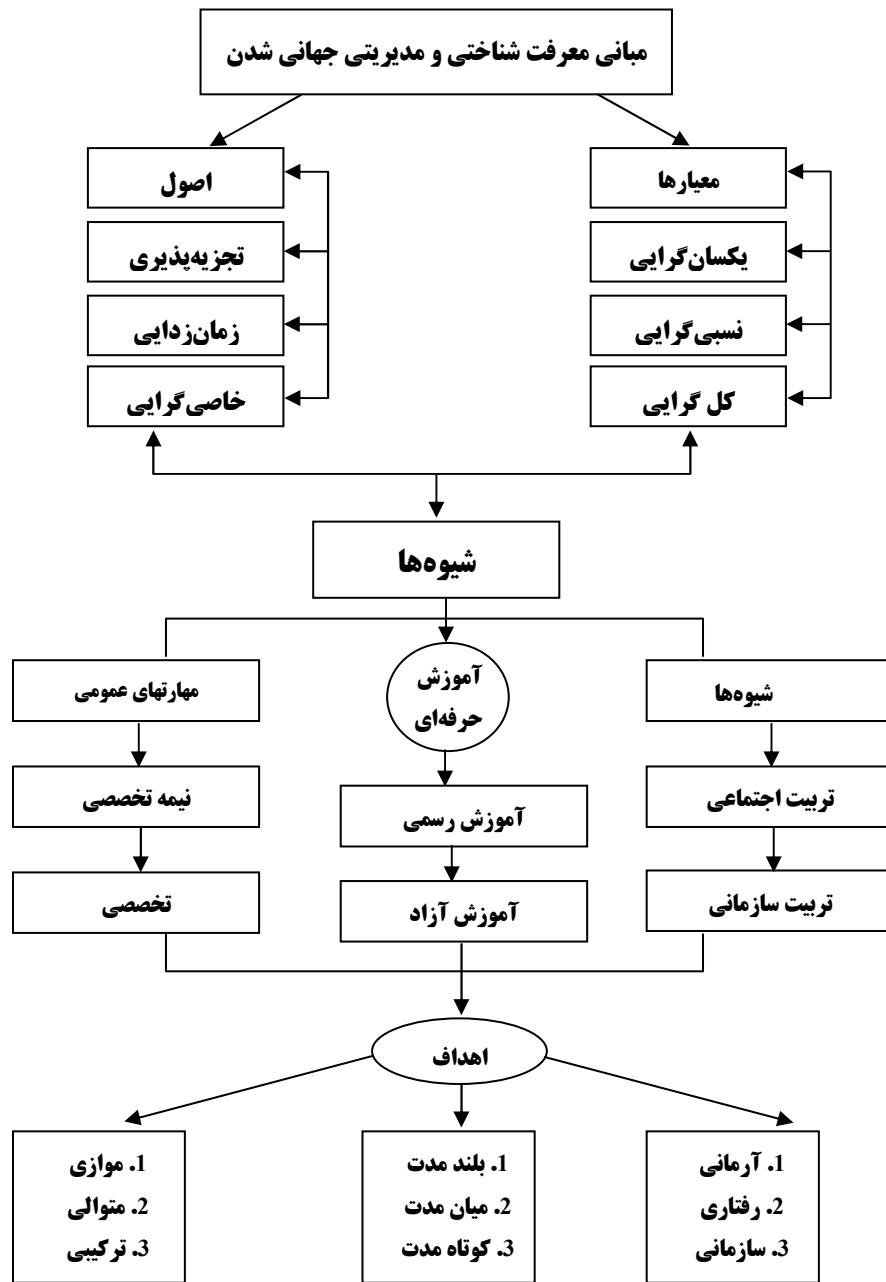 مبانی معرفت شناختی و مدیریتی جهانی شدن
معیارها
اصول
یکسان‌گرایی
تجزیه‌پذیری
نسبی‌گرایی
زمان‌زدایی
کل گرایی
خاصی‌گرایی
شیوه‌ها
شیوه‌ها
آموزش
حرفه‌ای
مهارتهای عمومی
تربیت اجتماعی
آموزش رسمی
نیمه تخصصی
تربیت سازمانی
آموزش آزاد
تخصصی
اهداف
1. آرمانی
2. رفتاری
3. سازمانی
1. بلند مدت
2. میان مدت
3. کوتاه مدت
1. موازی
2. متوالی
3. ترکیبی